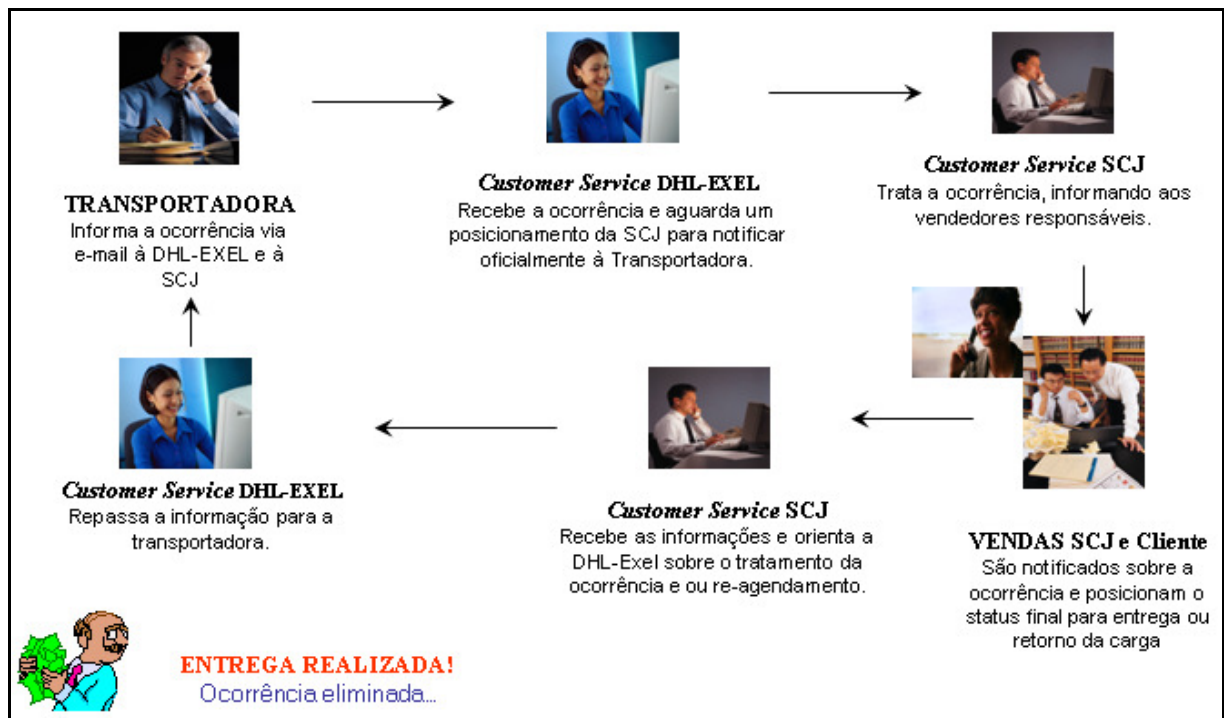 TRANSPORTADORA
Informa a ocorrência via
e-mail à DHL-EXEL e à
SCJ
Customer Service DHL-EXEL
Recebe a ocorrência e aguarda um
posicionamento da SCJ para notificar
oficialmente à Transportadora.
Customer Service SCJ
Trata a ocorrência, informando aos
vendedores responsáveis.
VENDAS SCJ e Cliente
São notificados sobre a
ocorrência e posicionam o
status final para entrega ou
retorno da carga
Customer Service SCJ
Recebe as informações e orienta a
DHL-Exel sobre o tratamento da
ocorrência e ou re-agendamento.
Customer Service DHL-EXEL
Repassa a informação para a
transportadora.
ENTREGA REALIZADA!
Ocorrência eliminada...